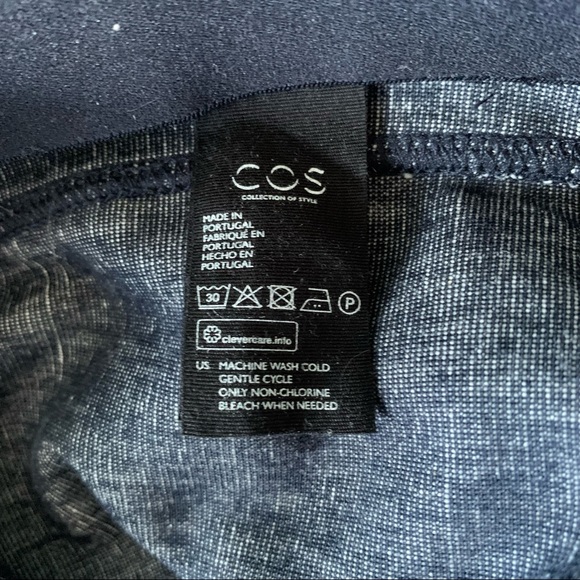 COS
COLLECTION OF STYLE
MADE IN
PORTUGAL
FABRIQUÉ EN
PORTUGAL
HECHO EN
PORTUGAL
30 P
clevercare.info
US MACHINE WASH COLD
GENTLE CYCLE
ONLY NON-CHLORINE
BLEACH WHEN NEEDED